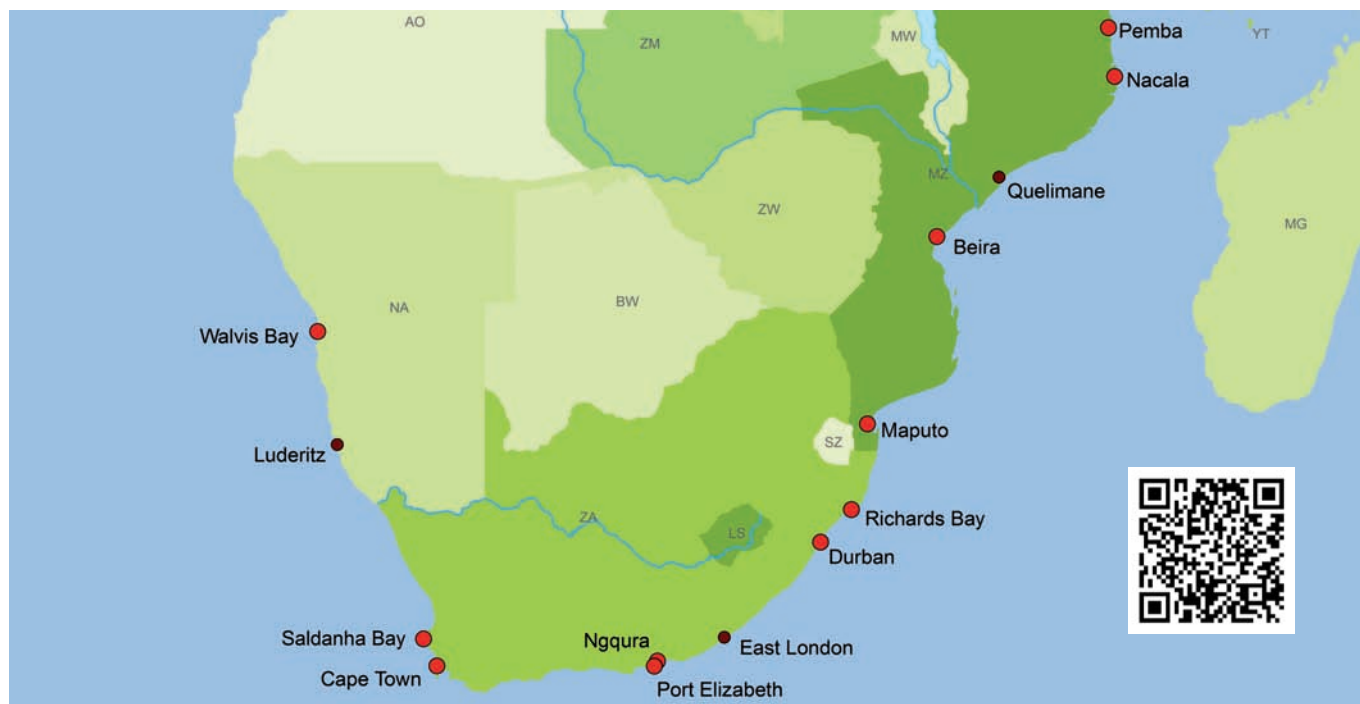 AO
ZM
MW
Pemba
YT
Nacala
MZ
Quelimane
ZW
MG
Beira
NA
BW
Walvis Bay
Maputo
SZ
Luderitz
ZA
Richards Bay
LS
Durban
Saldanha Bay
Ngqura
East London
Cape Town
Port Elizabeth